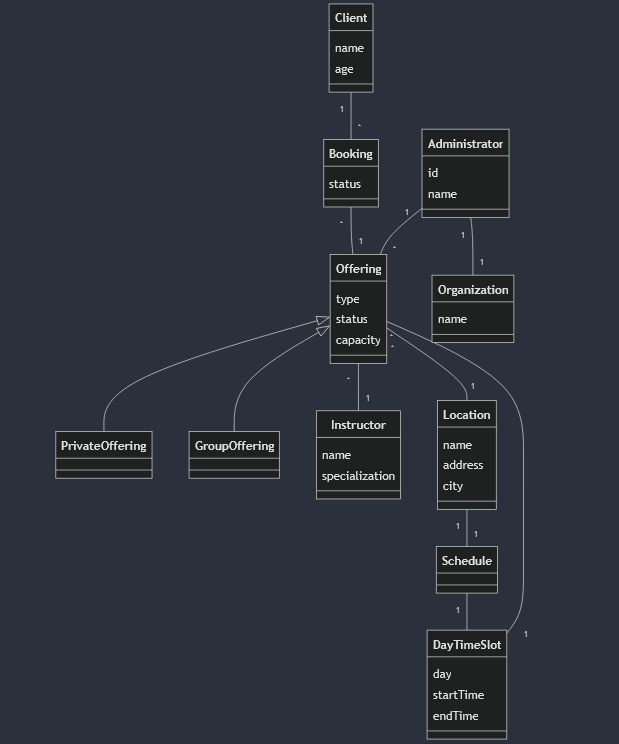 Client
name
age
1
*
Booking
status
*
1
Administrator
id
name
1
*
1
1
Organization
name
Offering
type
status
capacity
*
*
PrivateOffering
GroupOffering
*
1
Instructor
name
specialization
1
Location
name
address
city
1
1
Schedule
1
1
DayTimeSlot
day
startTime
endTime